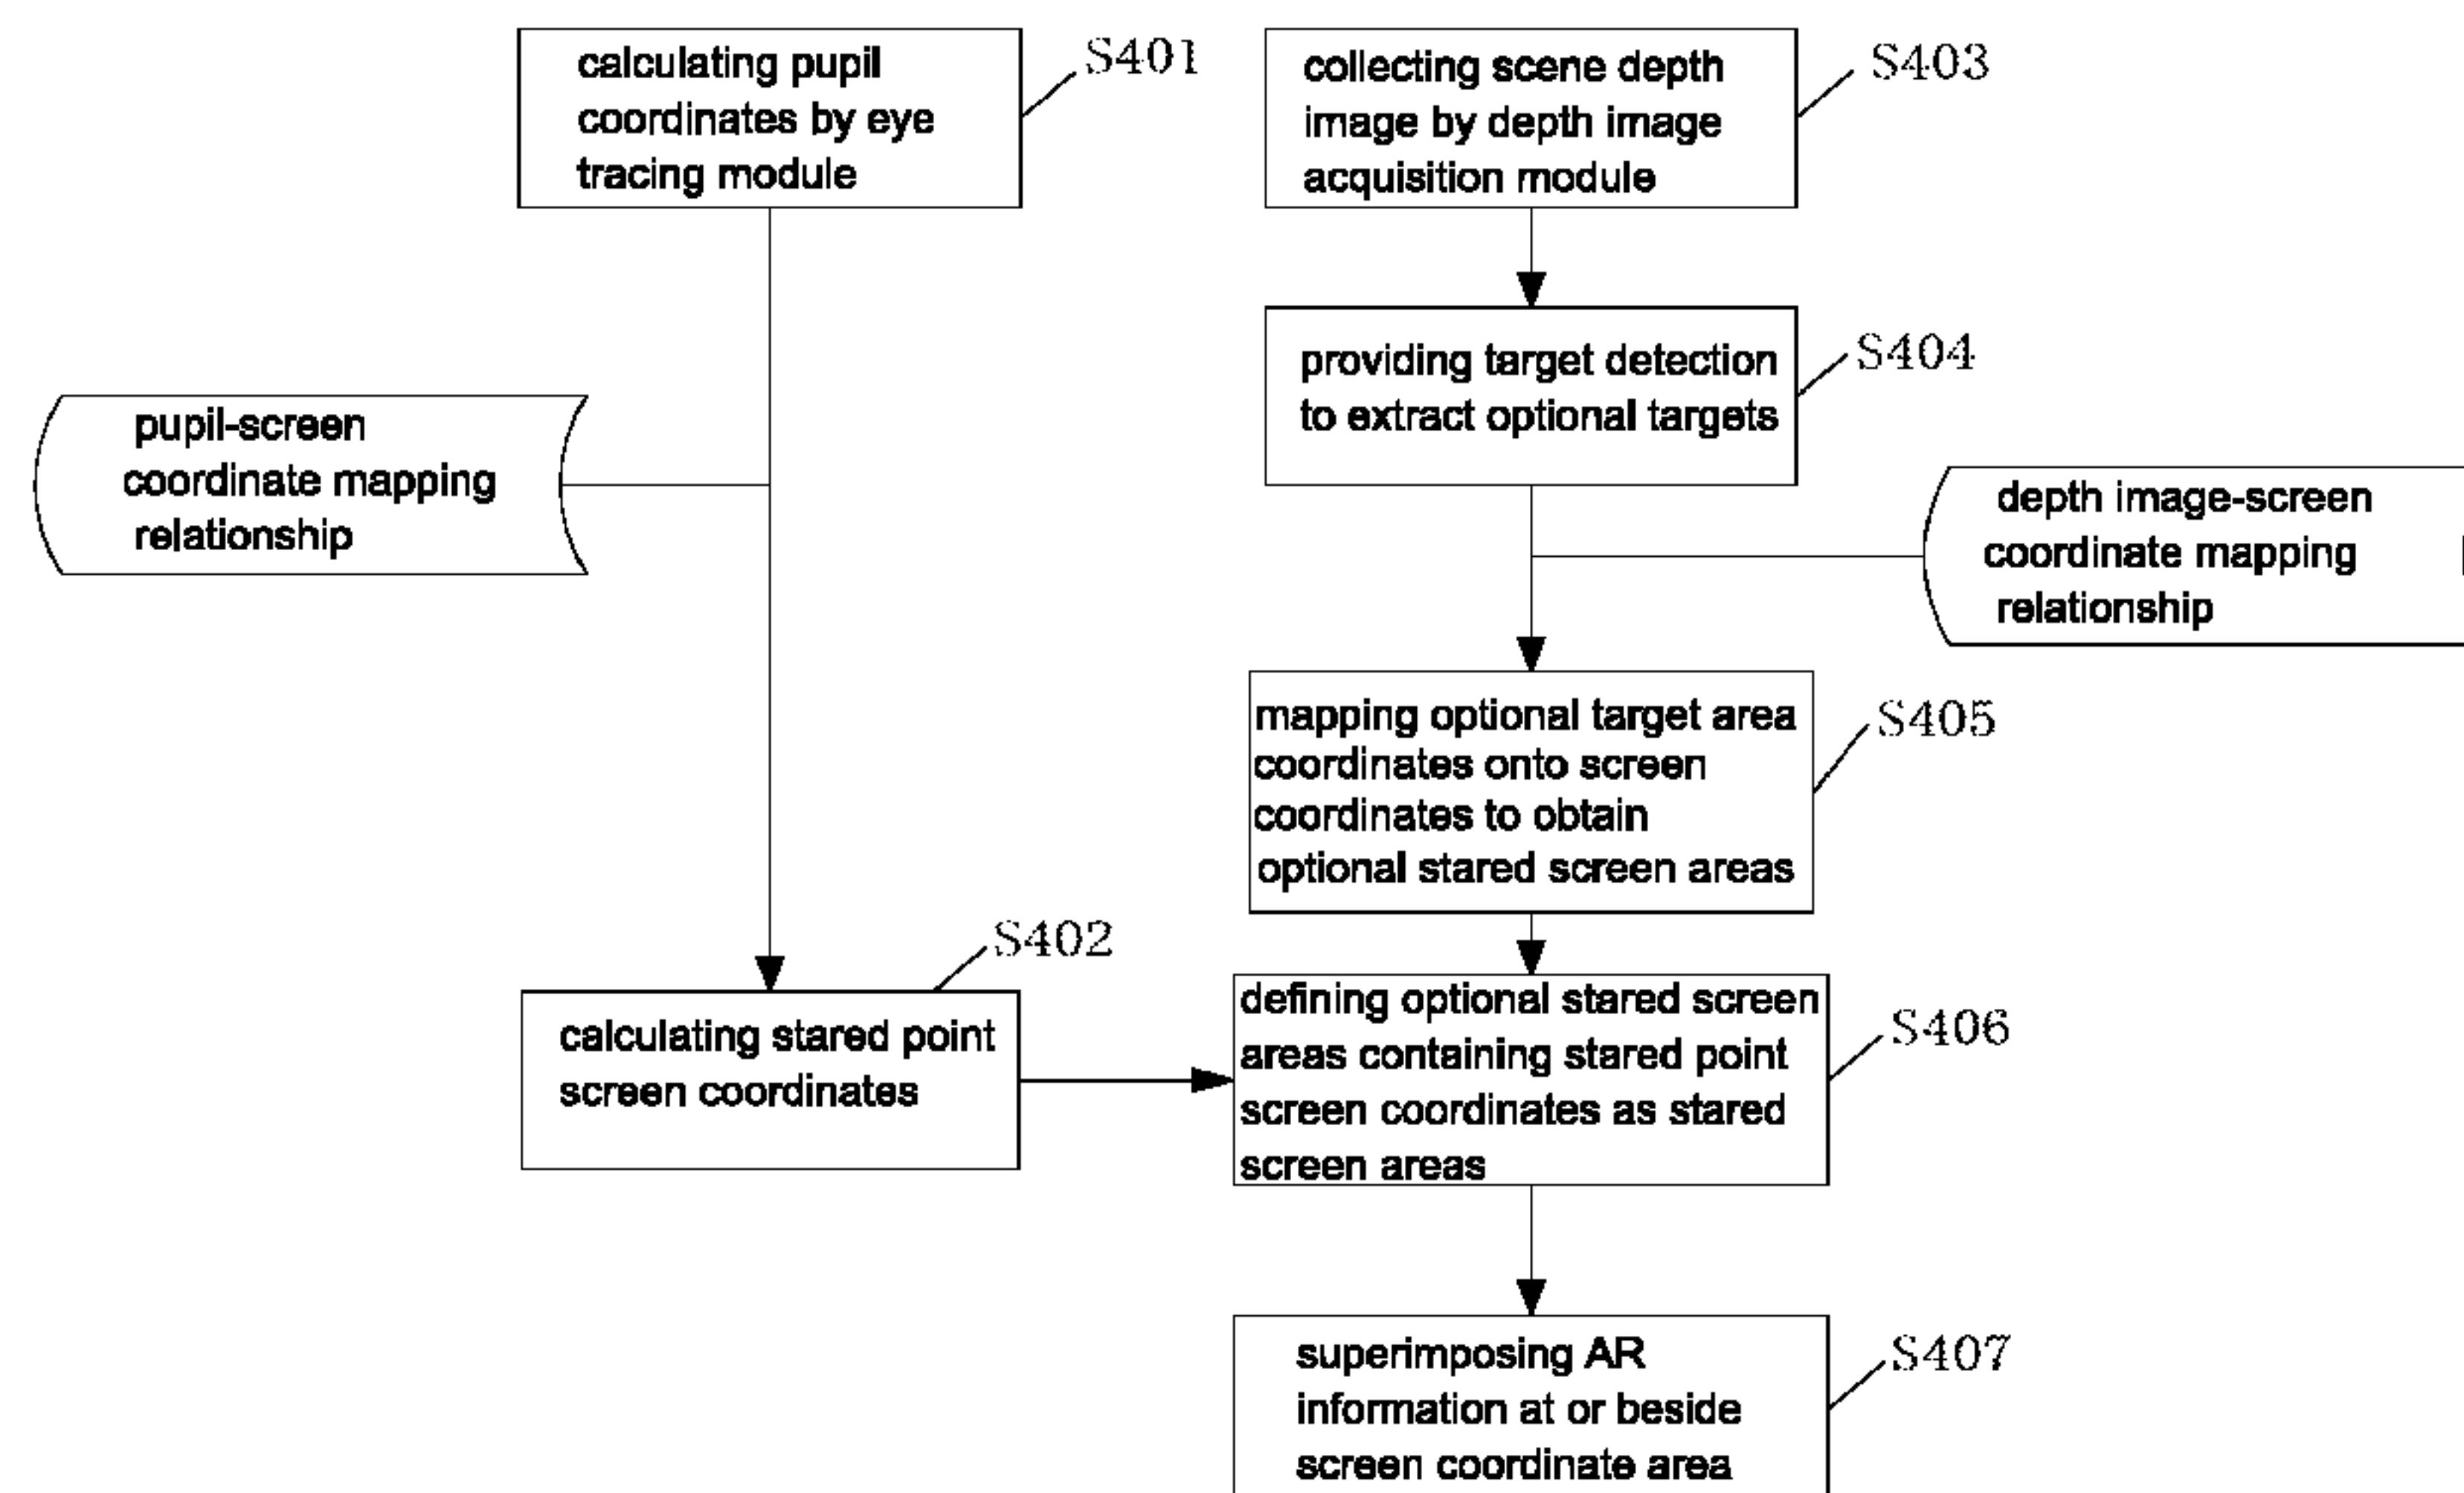 calculating pupil
coordinates by eye
tracing module
S401
collecting scene depth
image by depth image
acquisition module
S403
providing target detection
to extract optional targets
S404
pupil-screen
coordinate mapping
relationship
depth image-screen
coordinate mapping
relationship
mapping optional target area
coordinates onto screen
coordinates to obtain
optional stared screen areas
S405
calculating stared point
screen coordinates
S402
defining optional stared screen
areas containing stared point
screen coordinates as stared
screen areas
S406
superimposing AR
information at or beside
screen coordinate area
S407